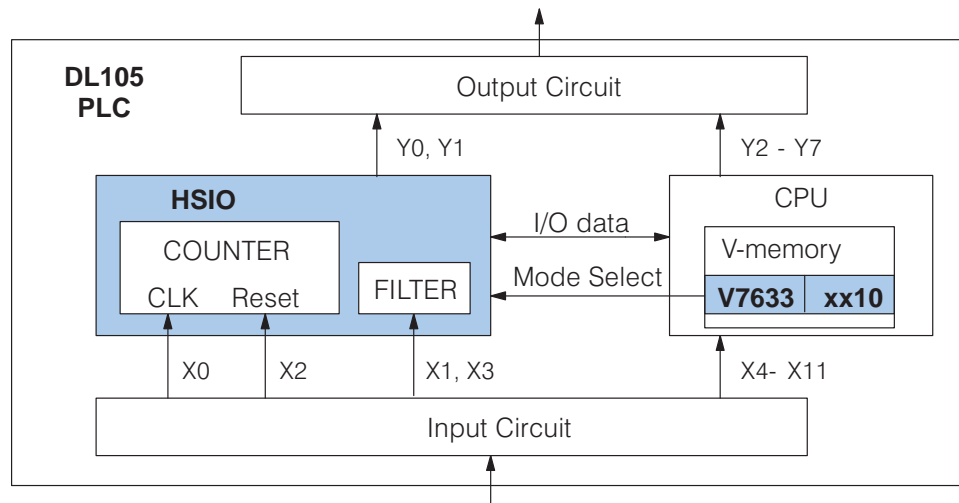 DL105
PLC
Output Circuit
Y0, Y1
Y2 - Y7
HSIO
CPU
COUNTER
CLK Reset
FILTER
I/O data
Mode Select
V-memory
V7633 xx10
X0
X2
X1, X3
X4- X11
Input Circuit